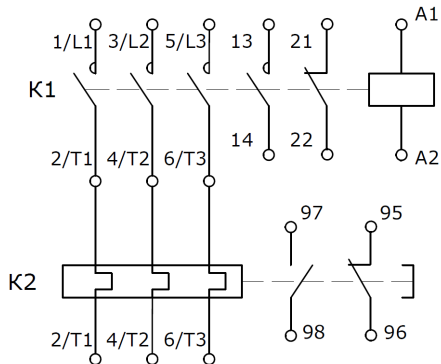 A1
1/L1 3/L2 5/L3 13 21
K1
14 22
A2
2/T1 4/T2 6/T3
97 95
K2
98 96
2/T1 4/T2 6/T3